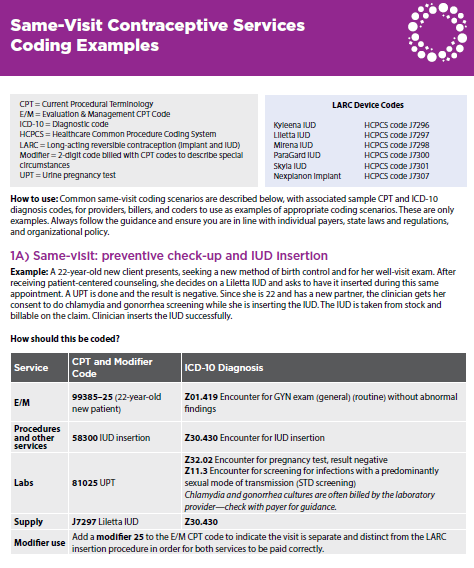 Same-Visit Contraceptive Services
Coding Examples
CPT = Current Procedural Terminology
E/M = Evaluation & Management CPT Code
ICD-10 = Diagnostic code
HCPCS = Healthcare Common Procedure Coding System
LARC = Long-acting reversible contraception (implant and IUD)
Modifier = 2-digit code billed with CPT codes to describe special
circumstances
UPT = Urine pregnancy test
LARC Device Codes
Kyleena IUD HCPCS code J7296
Liletta IUD HCPCS code J7297
Mirena IUD HCPCS code J7298
ParaGard IUD HCPCS code J7300
Skyla IUD HCPCS code J7301
Nexplanon Implant HCPCS code J7307
How to use: Common same-visit coding scenarios are described below, with associated sample CPT and ICD-10
diagnosis codes, for providers, billers, and coders to use as examples of appropriate coding scenarios. These are only
examples. Always follow the guidance and ensure you are in line with individual payers, state laws and regulations,
and organizational policy.
1A) Same-visit: preventive check-up and IUD insertion
Example: A 22-year-old new client presents, seeking a new method of birth control and for her well-visit exam. After
receiving patient-centered counseling, she decides on a Liletta IUD and asks to have it inserted during this same
appointment. A UPT is done and the result is negative. Since she is 22 and has a new partner, the clinician gets her
consent to do chlamydia and gonorrhea screening while she is inserting the IUD. The IUD is taken from stock and
billable on the claim. Clinician inserts the IUD successfully.
How should this be coded?
Service
CPT and Modifier
Code
ICD-10 Diagnosis
E/M
99385–25 (22-year-old
new patient)
Z01.419 Encounter for GYN exam (general) (routine) without abnormal
findings
Procedures
and other
services
58300 IUD insertion
Z30.430 Encounter for IUD insertion
Labs
81025 UPT
Z32.02 Encounter for pregnancy test, result negative
Z11.3 Encounter for screening for infections with a predominantly
sexual mode of transmission (STD screening)
Chlamydia and gonorrhea cultures are often billed by the laboratory
provider—check with payer for guidance.
Supply
J7297 Liletta IUD
Z30.430
Modifier use
Add a modifier 25 to the E/M CPT code to indicate the visit is separate and distinct from the LARC
insertion procedure in order for both services to be paid correctly.